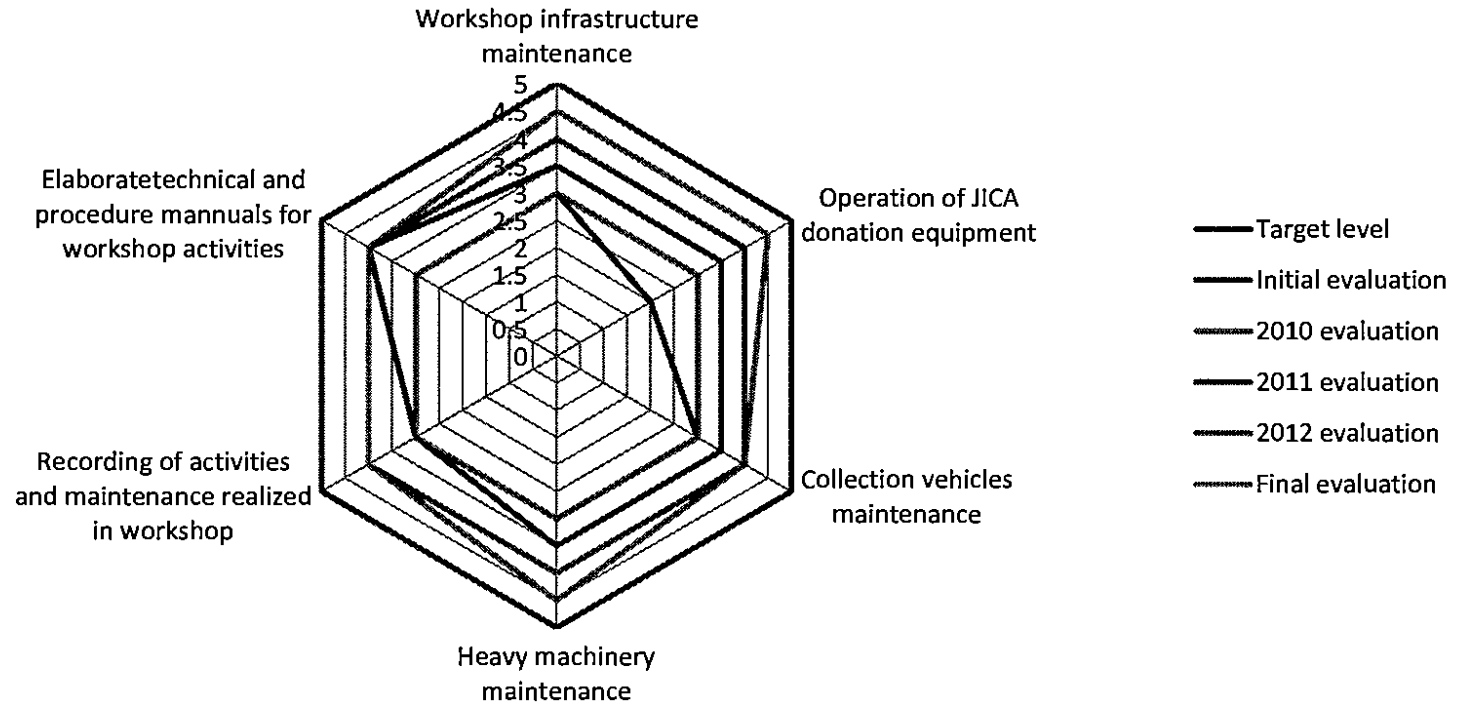 Workshop infrastructure
maintenance
5
4.5
4
3.5
3
2.5
2
1.5
1
0.5
0
Operation of JICA
donation equipment
Collection vehicles
maintenance
Heavy machinery
maintenance
Recording of activities
and maintenance realized
in workshop
Elaboratetechnical and
procedure mannuals for
workshop activities
Target level
Initial evaluation
2010 evaluation
2011 evaluation
2012 evaluation
Final evaluation